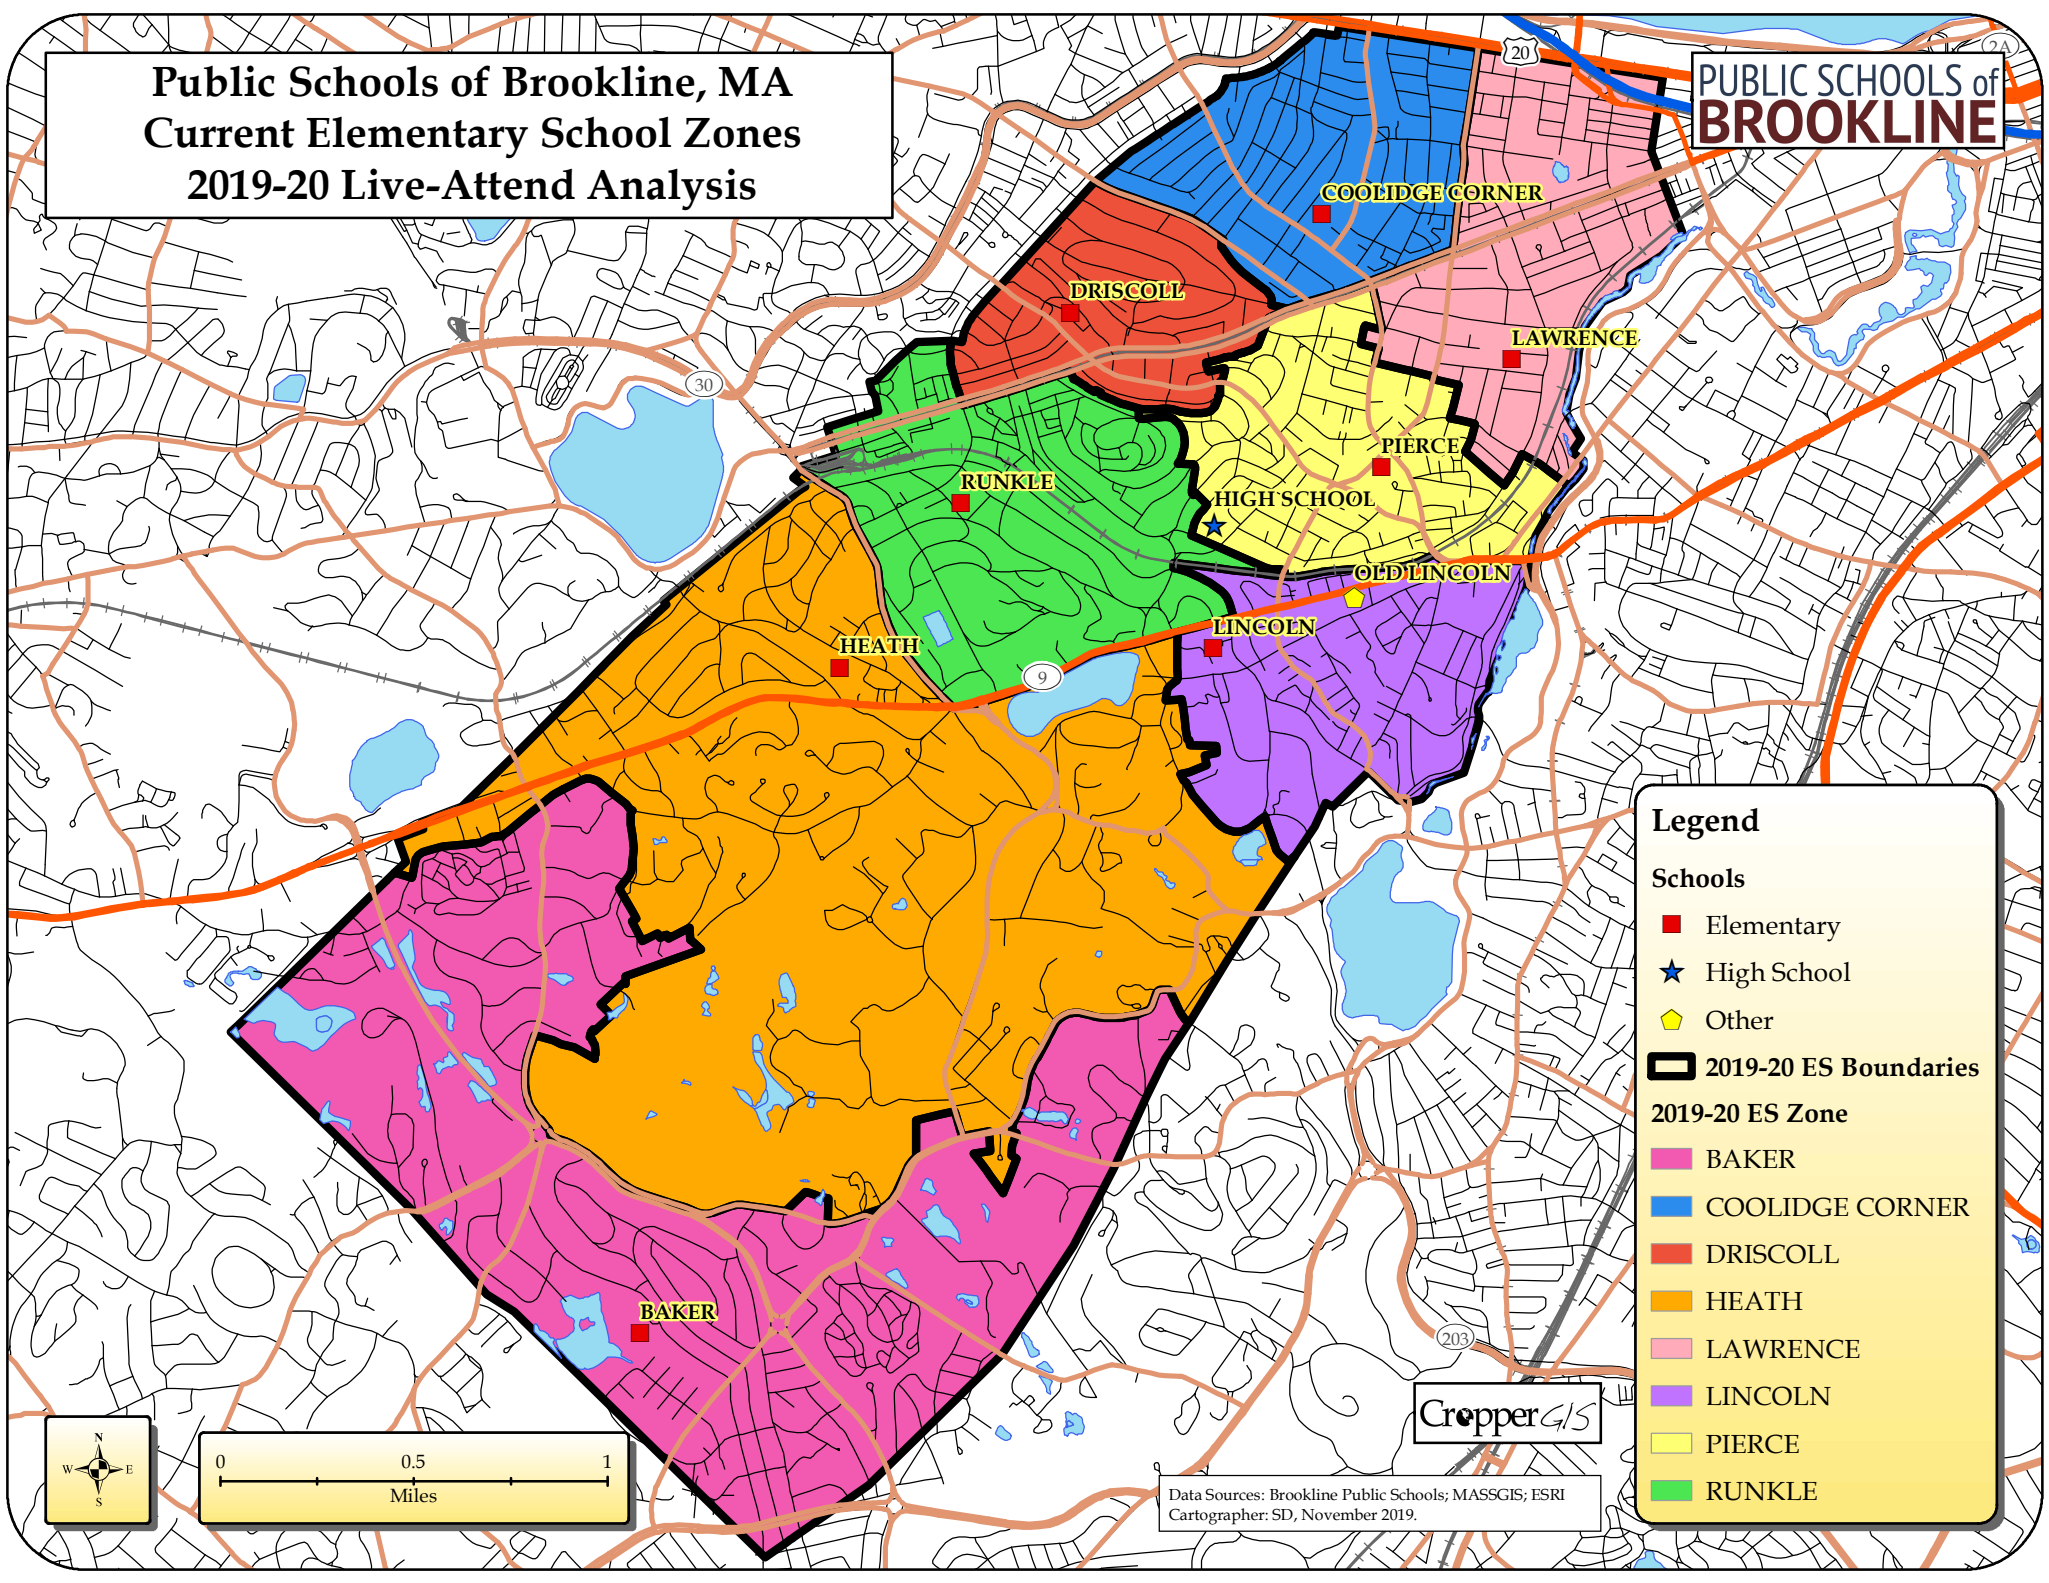 Public Schools of Brookline, MA
Current Elementary School Zones
2019-20 Live-Attend Analysis
20
2A
PUBLIC SCHOOLS of
BROOKLINE
COOLIDGE CORNER
DRISCOLL
LAWRENCE
30
PIERCE
RUNKLE
HIGH SCHOOL
OLD LINCOLN
LINCOLN
HEATH
9
BAKER
203
Legend
Schools
Elementary
High School
Other
2019-20 ES Boundaries
2019-20 ES Zone
BAKER
COOLIDGE CORNER
DRISCOLL
HEATH
LAWRENCE
LINCOLN
PIERCE
RUNKLE
CropperGIS
N
W E
S
0 0.5 1
Miles
Data Sources: Brookline Public Schools; MASSGIS; ESRI
Cartographer: SD, November 2019.